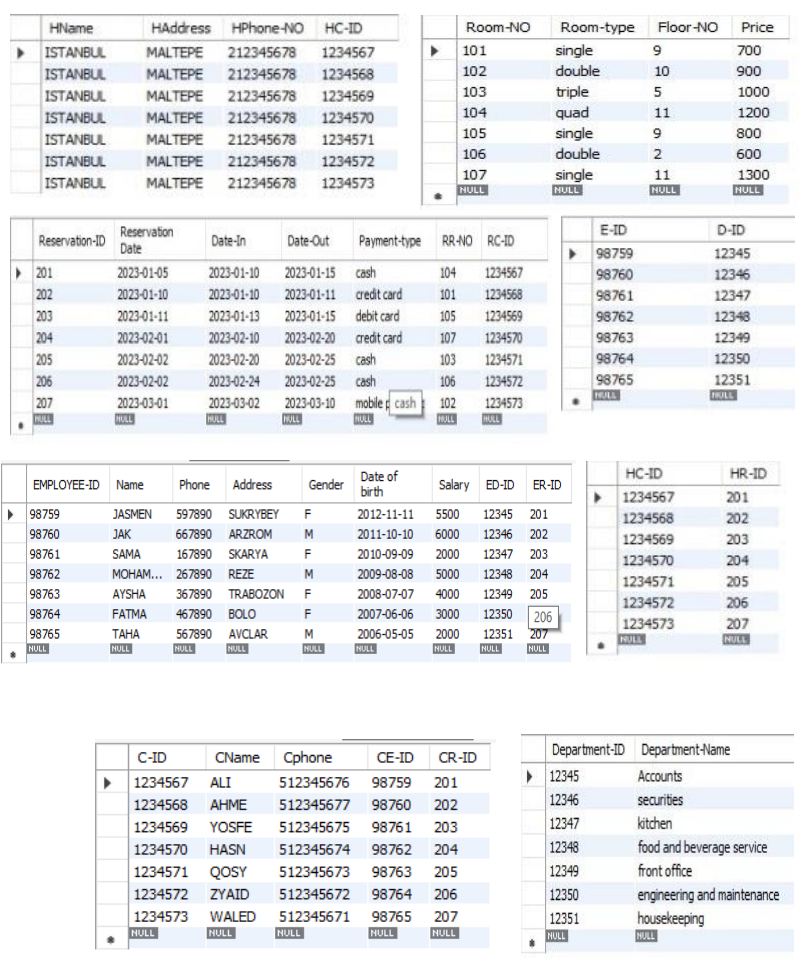 HName HAddress HPhone-NO HC-ID
ISTANBUL MALTEPE 212345678 1234567
ISTANBUL MALTEPE 212345678 1234568
ISTANBUL MALTEPE 212345678 1234569
ISTANBUL MALTEPE 212345678 1234570
ISTANBUL MALTEPE 212345678 1234571
ISTANBUL MALTEPE 212345678 1234572
ISTANBUL MALTEPE 212345678 1234573
Room-NO Room-type Floor-NO Price
101 single 9 700
102 double 10 900
103 triple 5 1000
104 quad 11 1200
105 single 9 800
106 double 2 600
107 single 11 1300
NULL NULL NULL NULL
Reservation-ID Reservation Date Date-In Date-Out Payment-type RR-NO RC-ID
201 2023-01-05 2023-01-10 2023-01-15 cash 104 1234567
202 2023-01-10 2023-01-10 2023-01-11 credit card 101 1234568
203 2023-01-11 2023-01-13 2023-01-15 debit card 105 1234569
204 2023-02-01 2023-02-10 2023-02-20 credit card 107 1234570
205 2023-02-02 2023-02-20 2023-02-25 cash 103 1234571
206 2023-02-02 2023-02-24 2023-02-25 cash 106 1234572
207 2023-03-01 2023-03-02 2023-03-10 mobile p cash 102 1234573
NULL NULL NULL NULL NULL NULL NULL
E-ID D-ID
98759 12345
98760 12346
98761 12347
98762 12348
98763 12349
98764 12350
98765 12351
NULL NULL
EMPLOYEE-ID Name Phone Address Gender Date of birth Salary ED-ID ER-ID
98759 JASMEN 597890 SUKRYBEY F 2012-11-11 5500 12345 201
98760 JAK 667890 ARZROM M 2011-10-10 6000 12346 202
98761 SAMA 167890 SKARYA F 2010-09-09 2000 12347 203
98762 MOHAM... 267890 REZE M 2009-08-08 5000 12348 204
98763 AYSHA 367890 TRABOZON F 2008-07-07 4000 12349 205
98764 FATMA 467890 BOLO F 2007-06-06 3000 12350 206
98765 TAHA 567890 AVCLAR M 2006-05-05 2000 12351 207
NULL NULL NULL NULL NULL NULL NULL NULL NULL
HC-ID HR-ID
1234567 201
1234568 202
1234569 203
1234570 204
1234571 205
1234572 206
1234573 207
NULL NULL
C-ID CName Cphone CE-ID CR-ID
1234567 ALI 512345676 98759 201
1234568 AHME 512345677 98760 202
1234569 YOSFE 512345675 98761 203
1234570 HASN 512345674 98762 204
1234571 QOSY 512345673 98763 205
1234572 ZYAID 512345672 98764 206
1234573 WALED 512345671 98765 207
NULL NULL NULL NULL NULL
Department-ID Department-Name
12345 Accounts
12346 securities
12347 kitchen
12348 food and beverage service
12349 front office
12350 engineering and maintenance
12351 housekeeping
NULL NULL